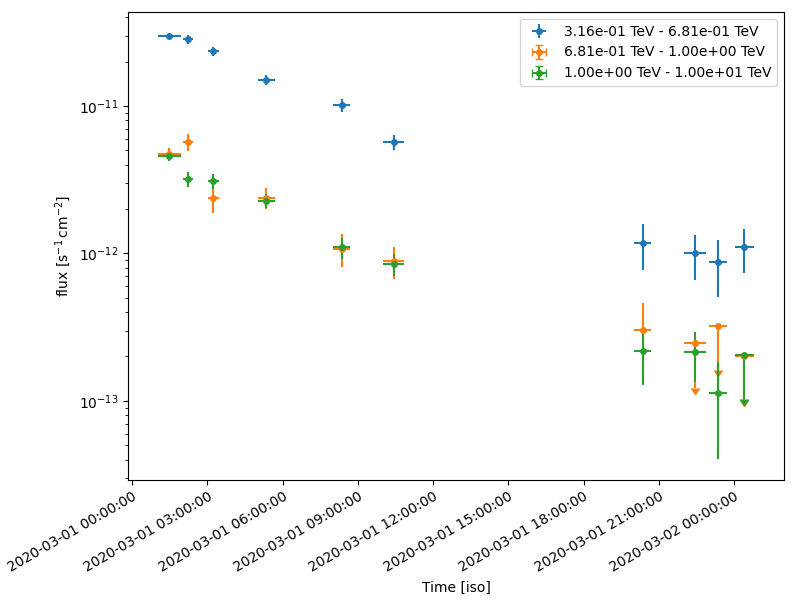 3.16e-01 TeV - 6.81e-01 TeV
6.81e-01 TeV - 1.00e+00 TeV
1.00e+00 TeV - 1.00e+01 TeV
10⁻¹¹
10⁻¹²
10⁻¹³
flux [s⁻¹ cm⁻²]
2020-03-01 00:00:00
2020-03-01 03:00:00
2020-03-01 06:00:00
2020-03-01 09:00:00
2020-03-01 12:00:00
2020-03-01 15:00:00
2020-03-01 18:00:00
2020-03-01 21:00:00
2020-03-02 00:00:00
Time [iso]